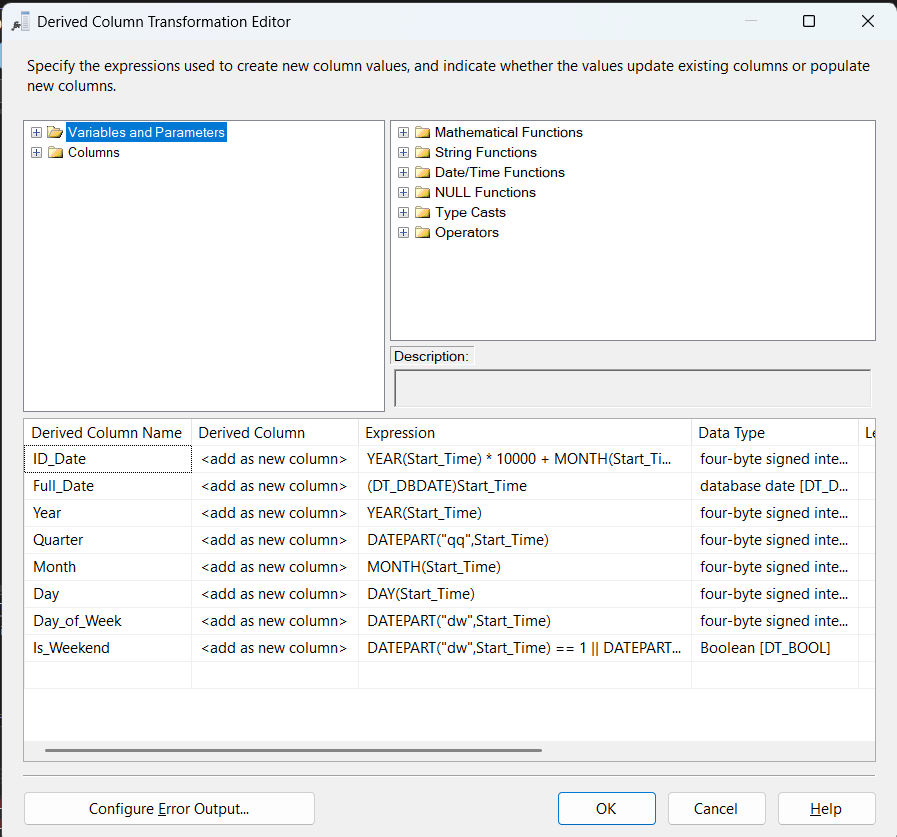 Derived Column Transformation Editor
Specify the expressions used to create new column values, and indicate whether the values update existing columns or populate
new columns.
Variables and Parameters
Columns
Mathematical Functions
String Functions
Date/Time Functions
NULL Functions
Type Casts
Operators
Description:
Derived Column Name Derived Column Expression Data Type Le
ID_Date <add as new column> YEAR(Start_Time) * 10000 + MONTH(Start_Ti... four-byte signed inte...
Full_Date <add as new column> (DT_DBDATE)Start_Time database date [DT_D...
Year <add as new column> YEAR(Start_Time) four-byte signed inte...
Quarter <add as new column> DATEPART("qq",Start_Time) four-byte signed inte...
Month <add as new column> MONTH(Start_Time) four-byte signed inte...
Day <add as new column> DAY(Start_Time) four-byte signed inte...
Day_of_Week <add as new column> DATEPART("dw",Start_Time) four-byte signed inte...
Is_Weekend <add as new column> DATEPART("dw",Start_Time) == 1 || DATEPART... Boolean [DT_BOOL]
Configure Error Output... OK Cancel Help